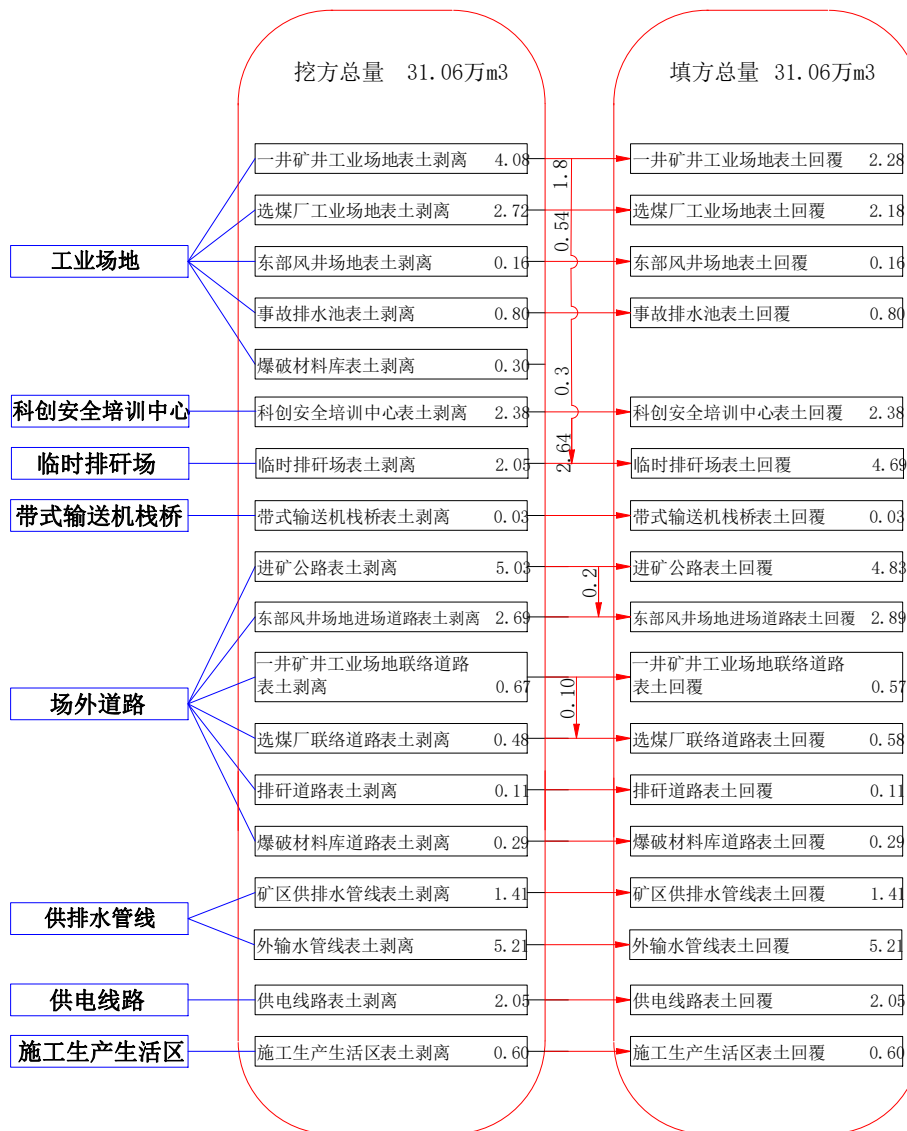 挖方总量 31.06万m3
填方总量 31.06万m3
一井矿井工业场地表土剥离 4.08
1.8
一井矿井工业场地表土回覆 2.28
选煤厂工业场地表土剥离 2.72
0.54
选煤厂工业场地表土回覆 2.18
工业场地
东部风井场地表土剥离 0.16
东部风井场地表土回覆 0.16
事故排水池表土剥离 0.80
事故排水池表土回覆 0.80
爆破材料库表土剥离 0.30
0.3
科创安全培训中心
科创安全培训中心表土剥离 2.38
科创安全培训中心表土回覆 2.38
临时排矸场
临时排矸场表土剥离 2.05
2.64
临时排矸场表土回覆 4.69
带式输送机栈桥
带式输送机栈桥表土剥离 0.03
带式输送机栈桥表土回覆 0.03
进矿公路表土剥离 5.03
0.2
进矿公路表土回覆 4.83
东部风井场地进场道路表土剥离 2.69
东部风井场地进场道路表土回覆 2.89
场外道路
一井矿井工业场地联络道路
表土剥离 0.67
0.10
一井矿井工业场地联络道路
表土回覆 0.57
选煤厂联络道路表土剥离 0.48
选煤厂联络道路表土回覆 0.58
排矸道路表土剥离 0.11
排矸道路表土回覆 0.11
爆破材料库道路表土剥离 0.29
爆破材料库道路表土回覆 0.29
供排水管线
矿区供排水管线表土剥离 1.41
矿区供排水管线表土回覆 1.41
外输水管线表土剥离 5.21
外输水管线表土回覆 5.21
供电线路
供电线路表土剥离 2.05
供电线路表土回覆 2.05
施工生产生活区
施工生产生活区表土剥离 0.60
施工生产生活区表土回覆 0.60